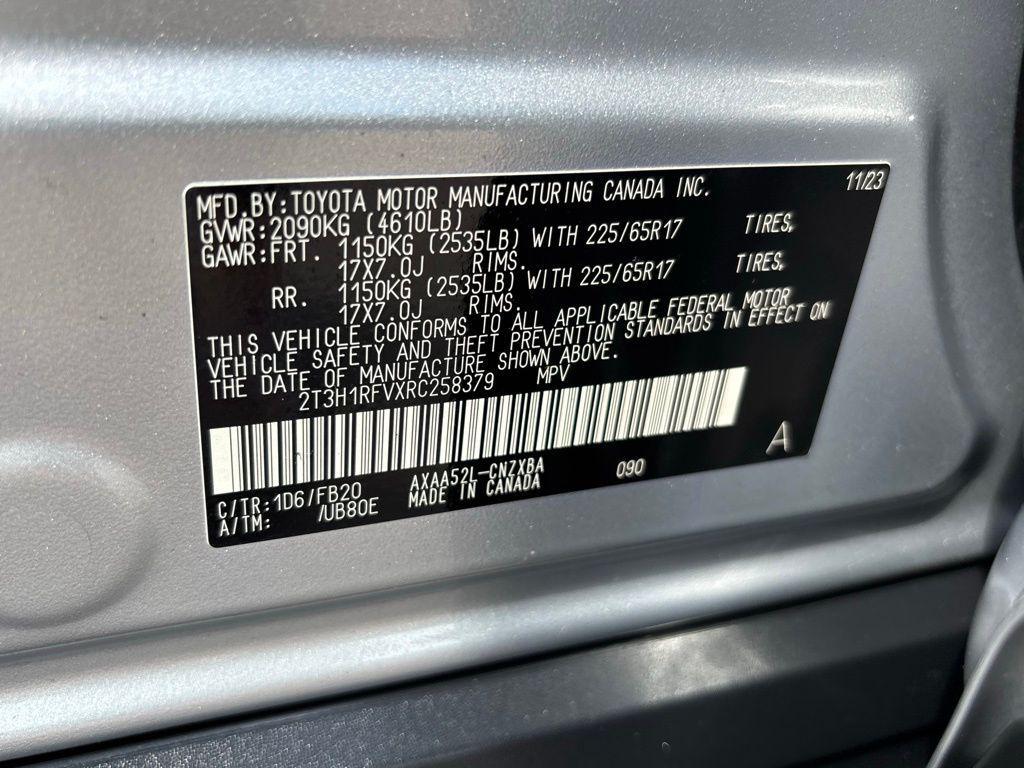 MFD.BY:TOYOTA MOTOR MANUFACTURING CANADA INC. 11/23
GVWR:2090KG (4610LB)
GAWR:FRT. 1150KG (2535LB) WITH 225/65R17 TIRES,
17X7.0J RIMS.
RR. 1150KG (2535LB) WITH 225/65R17 TIRES,
17X7.0J RIMS.
THIS VEHICLE CONFORMS TO ALL APPLICABLE FEDERAL MOTOR
VEHICLE SAFETY AND THEFT PREVENTION STANDARDS IN EFFECT ON
THE DATE OF MANUFACTURE SHOWN ABOVE.
2T3H1RFVXRC258379 MPV
A
C/TR:1D6/FB20 AXAA52L-CNZXBA 090
A/TM: /UB80E MADE IN CANADA